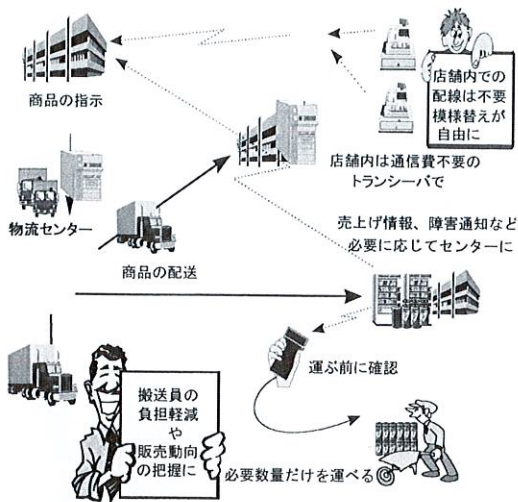 商品の指示
店舗内での
配線は不要
模様替えが
自由に
店舗内は通信費不要の
トランシーバで
物流センター
商品の配送
売上げ情報、障害通知など
必要に応じてセンターに
運ぶ前に確認
搬送員の
負担軽減
や
販売動向
の把握に
必要数量だけを運べる